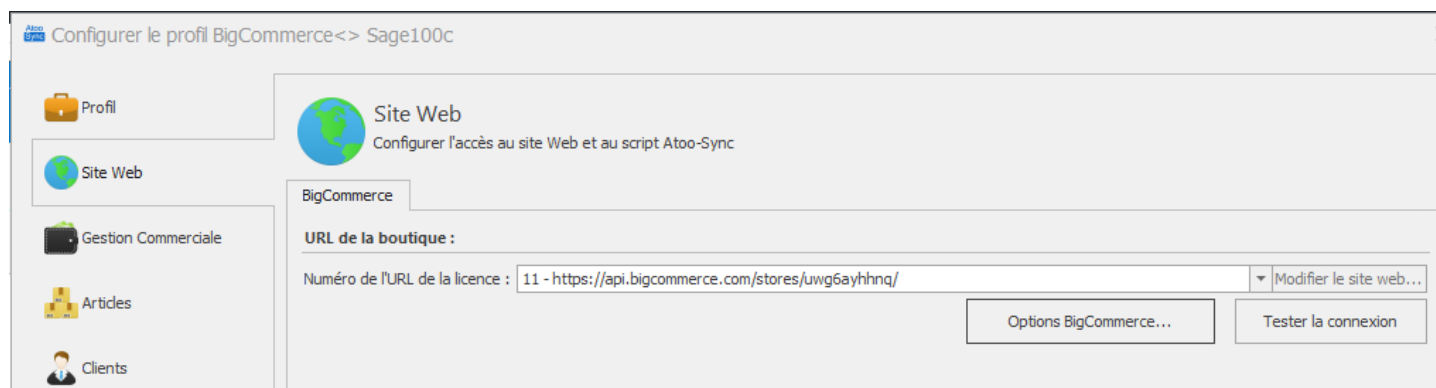 Atoo Sync
Configurer le profil BigCommerce<> Sage100c
Profil
Site Web
Gestion Commerciale
Articles
Clients
Site Web
Configurer l'accès au site Web et au script Atoo-Sync
BigCommerce
URL de la boutique :
Numéro de l'URL de la licence : 11 - https://api.bigcommerce.com/stores/uwg6ayhhnq/ Modifier le site web...
Options BigCommerce... Tester la connexion